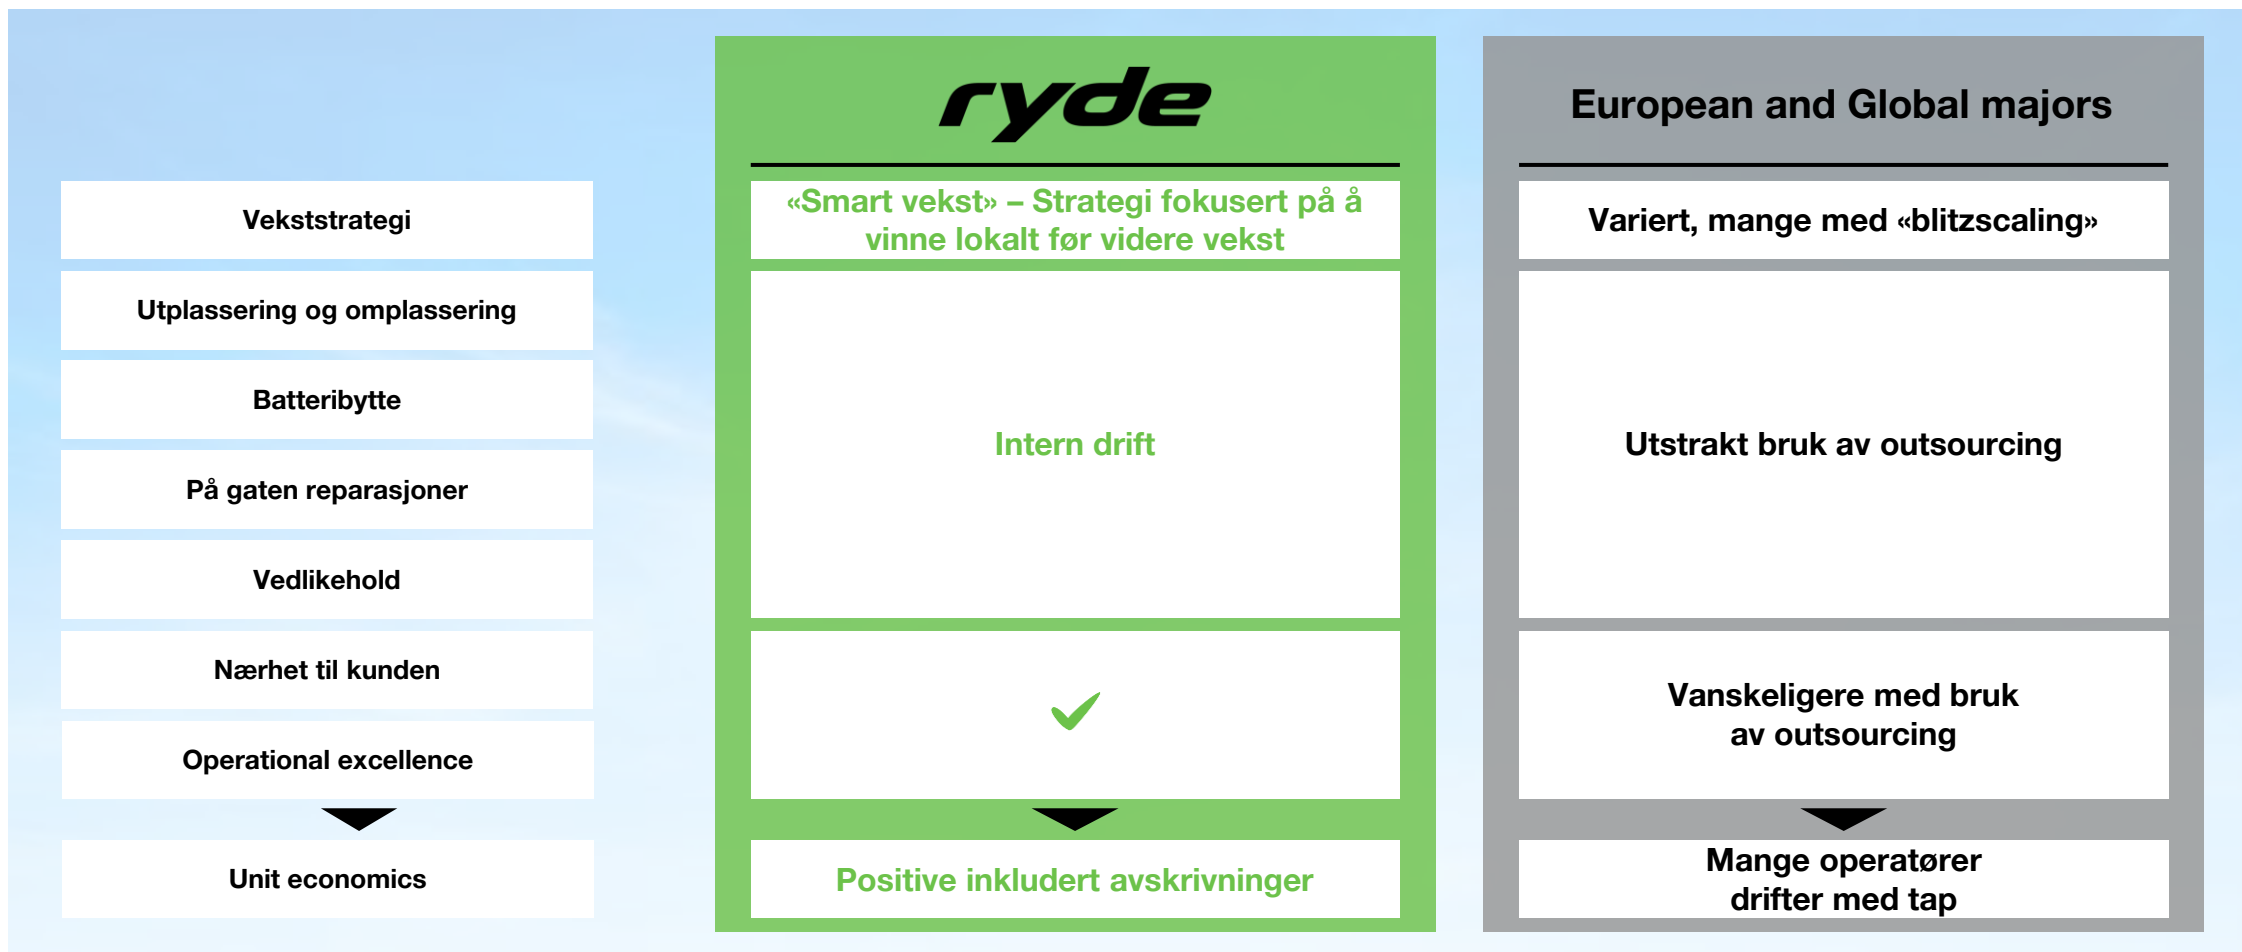 ryde
European and Global majors
Vekststrategi
«Smart vekst» – Strategi fokusert på å
vinne lokalt før videre vekst
Variert, mange med «blitzscaling»
Utplassering og omplassering
Batteribytte
På gaten reparasjoner
Vedlikehold
Intern drift
Utstrakt bruk av outsourcing
Nærhet til kunden
Operational excellence
Vanskeligere med bruk
av outsourcing
Unit economics
Positive inkludert avskrivninger
Mange operatører
drifter med tap